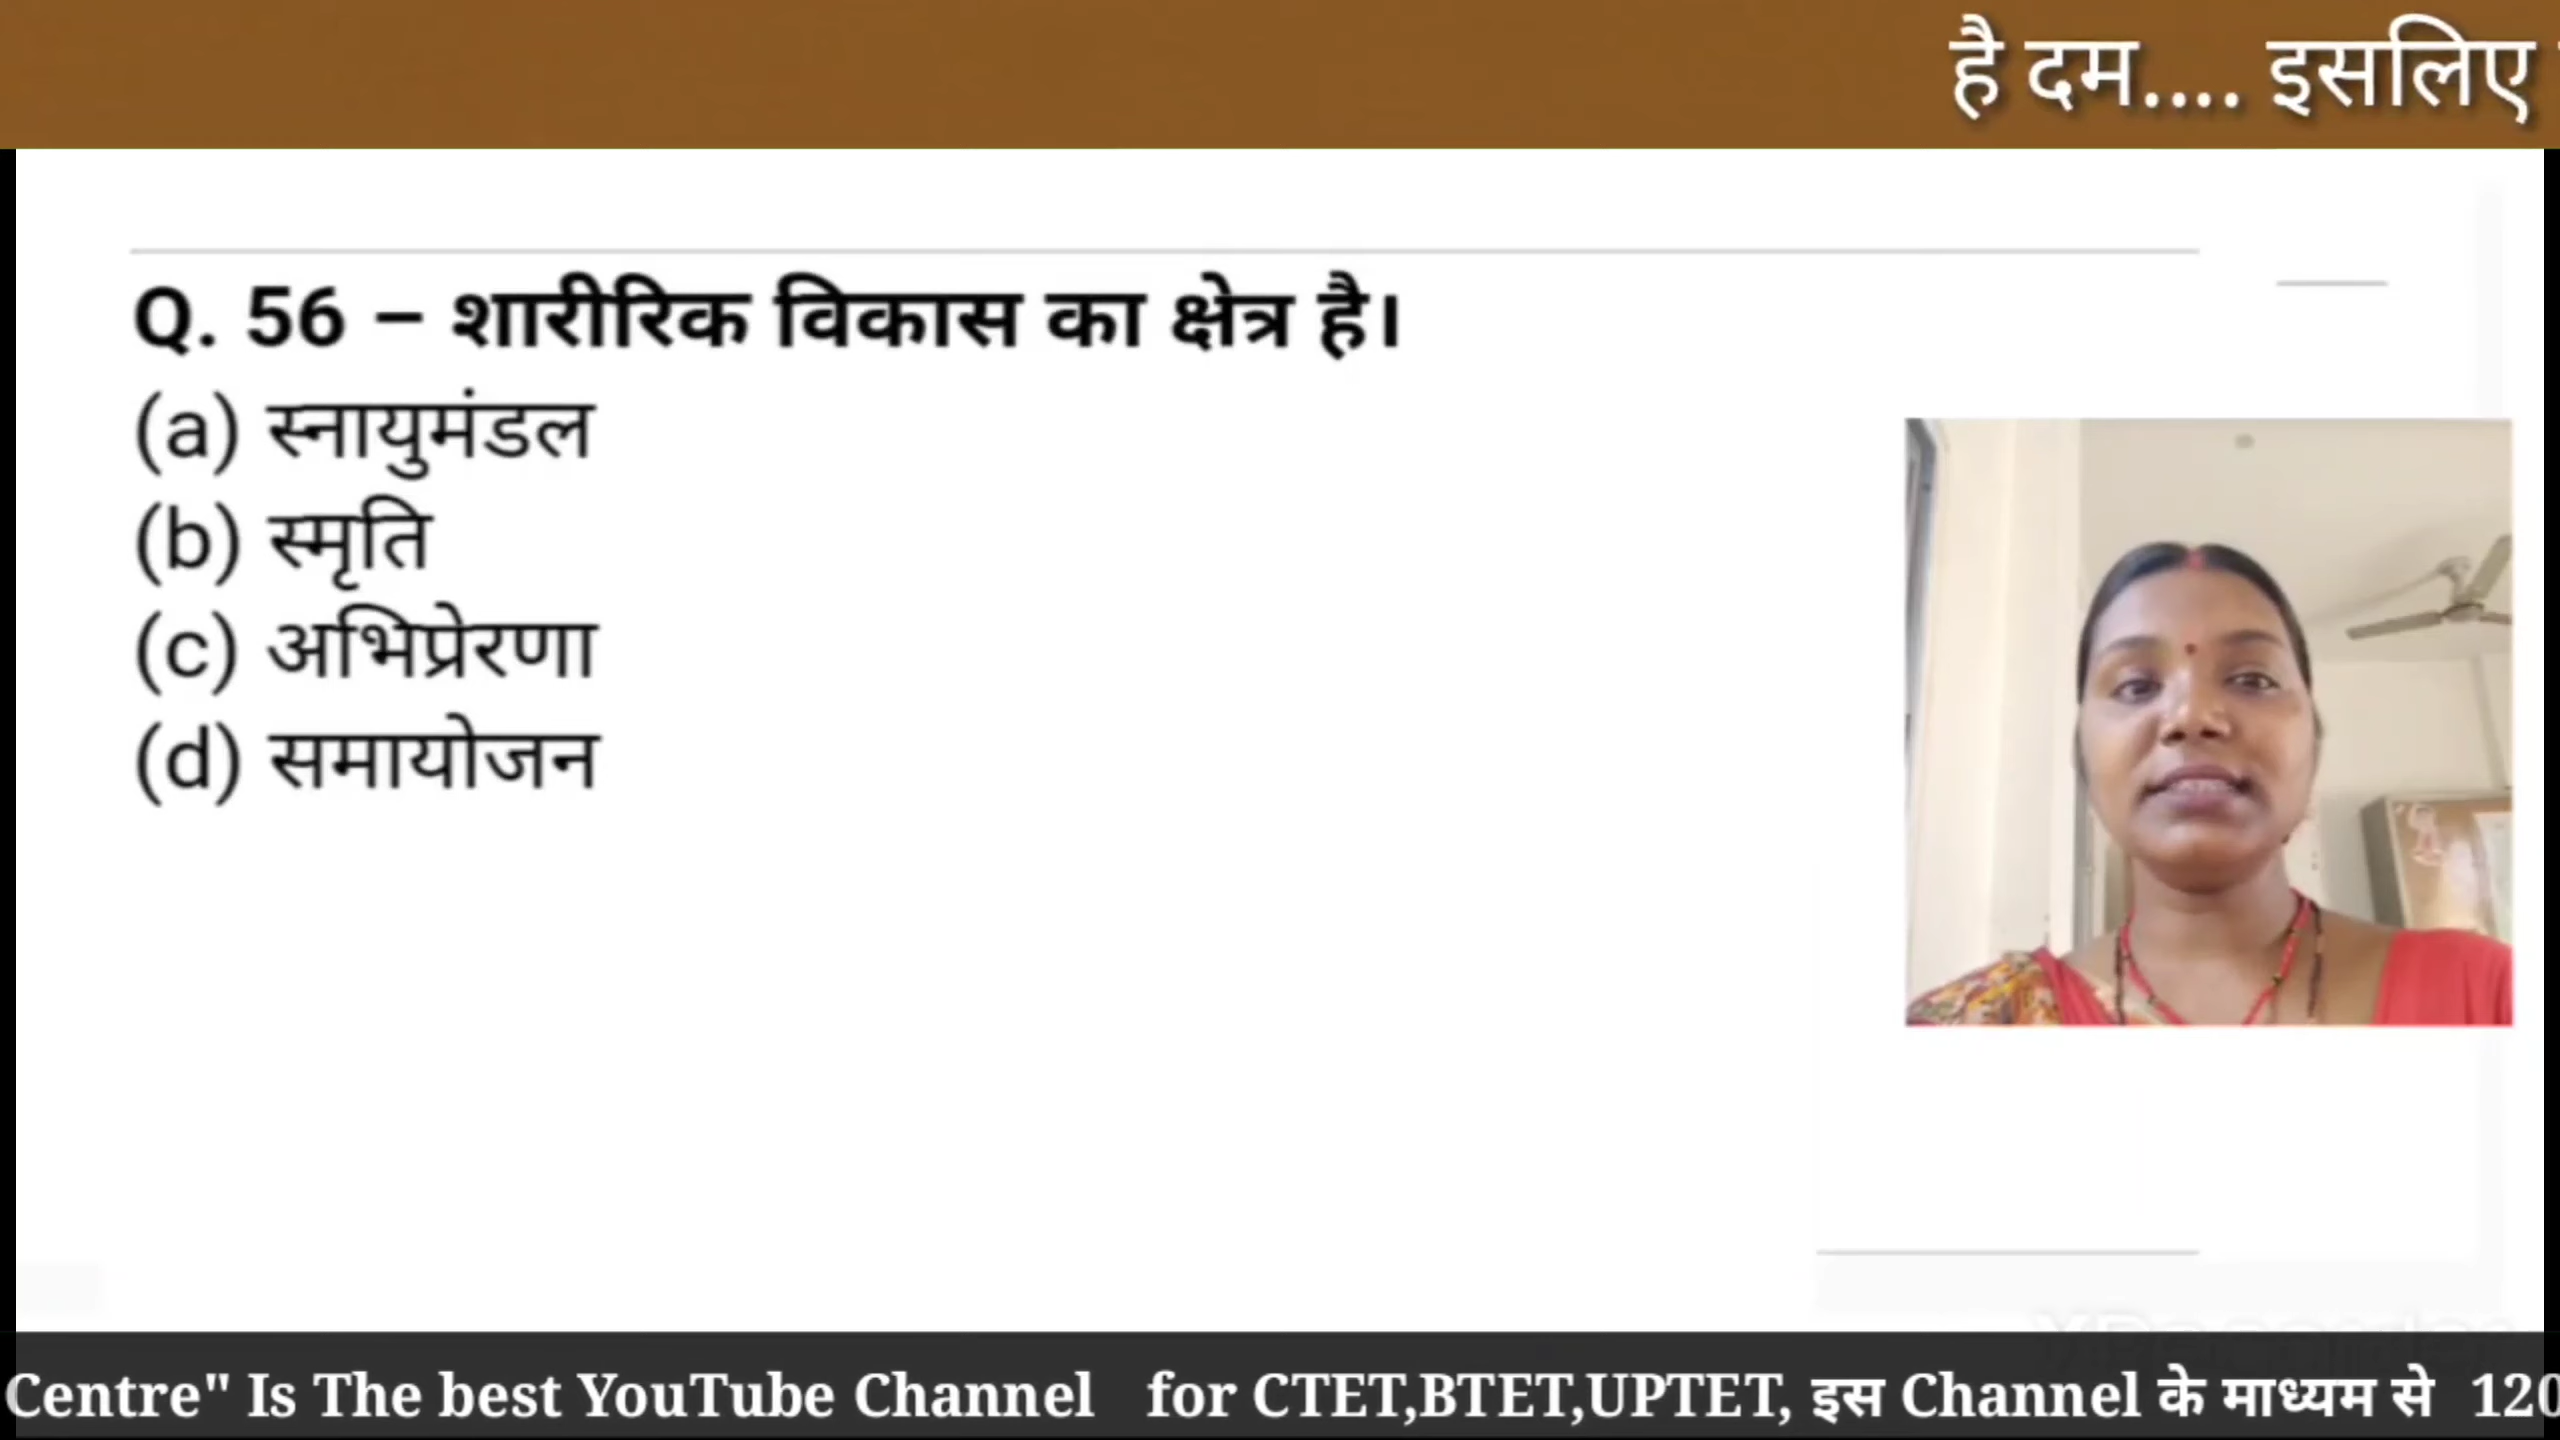 है दम.... इसलिए
Q. 56 – शारीरिक विकास का क्षेत्र है।
(a) स्नायुमंडल
(b) स्मृति
(c) अभिप्रेरणा
(d) समायोजन
Centre" Is The best YouTube Channel for CTET,BTET,UPTET, इस Channel के माध्यम से 120